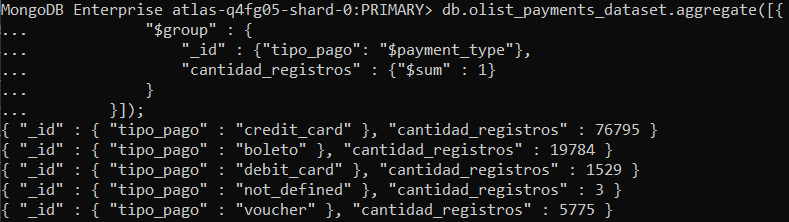 MongoDB Enterprise atlas-q4fg05-shard-0:PRIMARY> db.olist_payments_dataset.aggregate([{
... "$group" : {
... "_id" : {"tipo_pago": "$payment_type"},
... "cantidad_registros" : {"$sum" : 1}
... }
... }]);
{ "_id" : { "tipo_pago" : "credit_card" }, "cantidad_registros" : 76795 }
{ "_id" : { "tipo_pago" : "boleto" }, "cantidad_registros" : 19784 }
{ "_id" : { "tipo_pago" : "debit_card" }, "cantidad_registros" : 1529 }
{ "_id" : { "tipo_pago" : "not_defined" }, "cantidad_registros" : 3 }
{ "_id" : { "tipo_pago" : "voucher" }, "cantidad_registros" : 5775 }